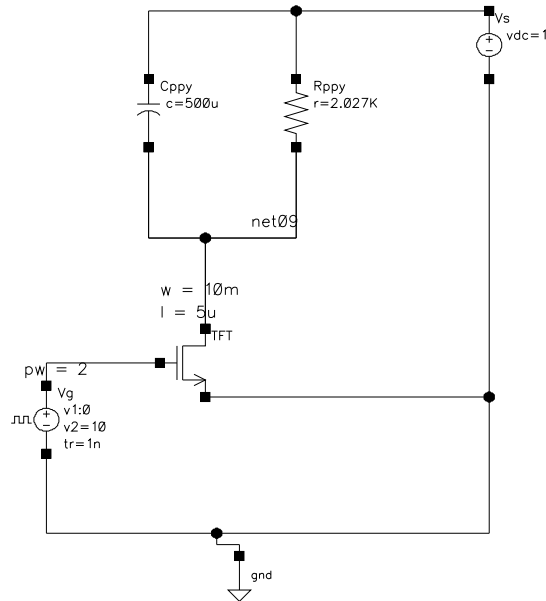 Vs
vdc=1
Cppy
c=500u
Rppy
r=2.027K
net09
w = 10m
l = 5u
TFT
pw = 2
Vg
v1:0
v2=10
tr=1n
gnd